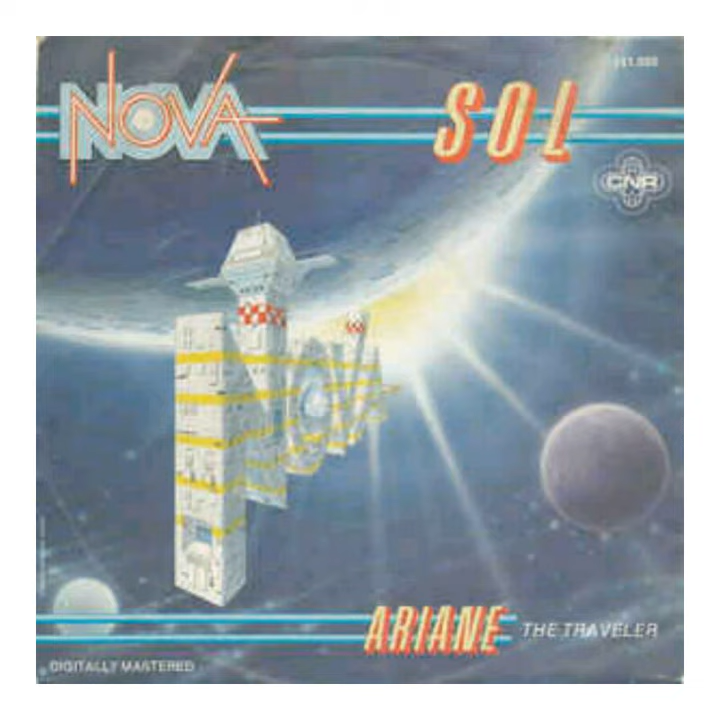 NOVA
SOL
CNR
ARIANE THE TRAVELER
DIGITALLY MASTERED